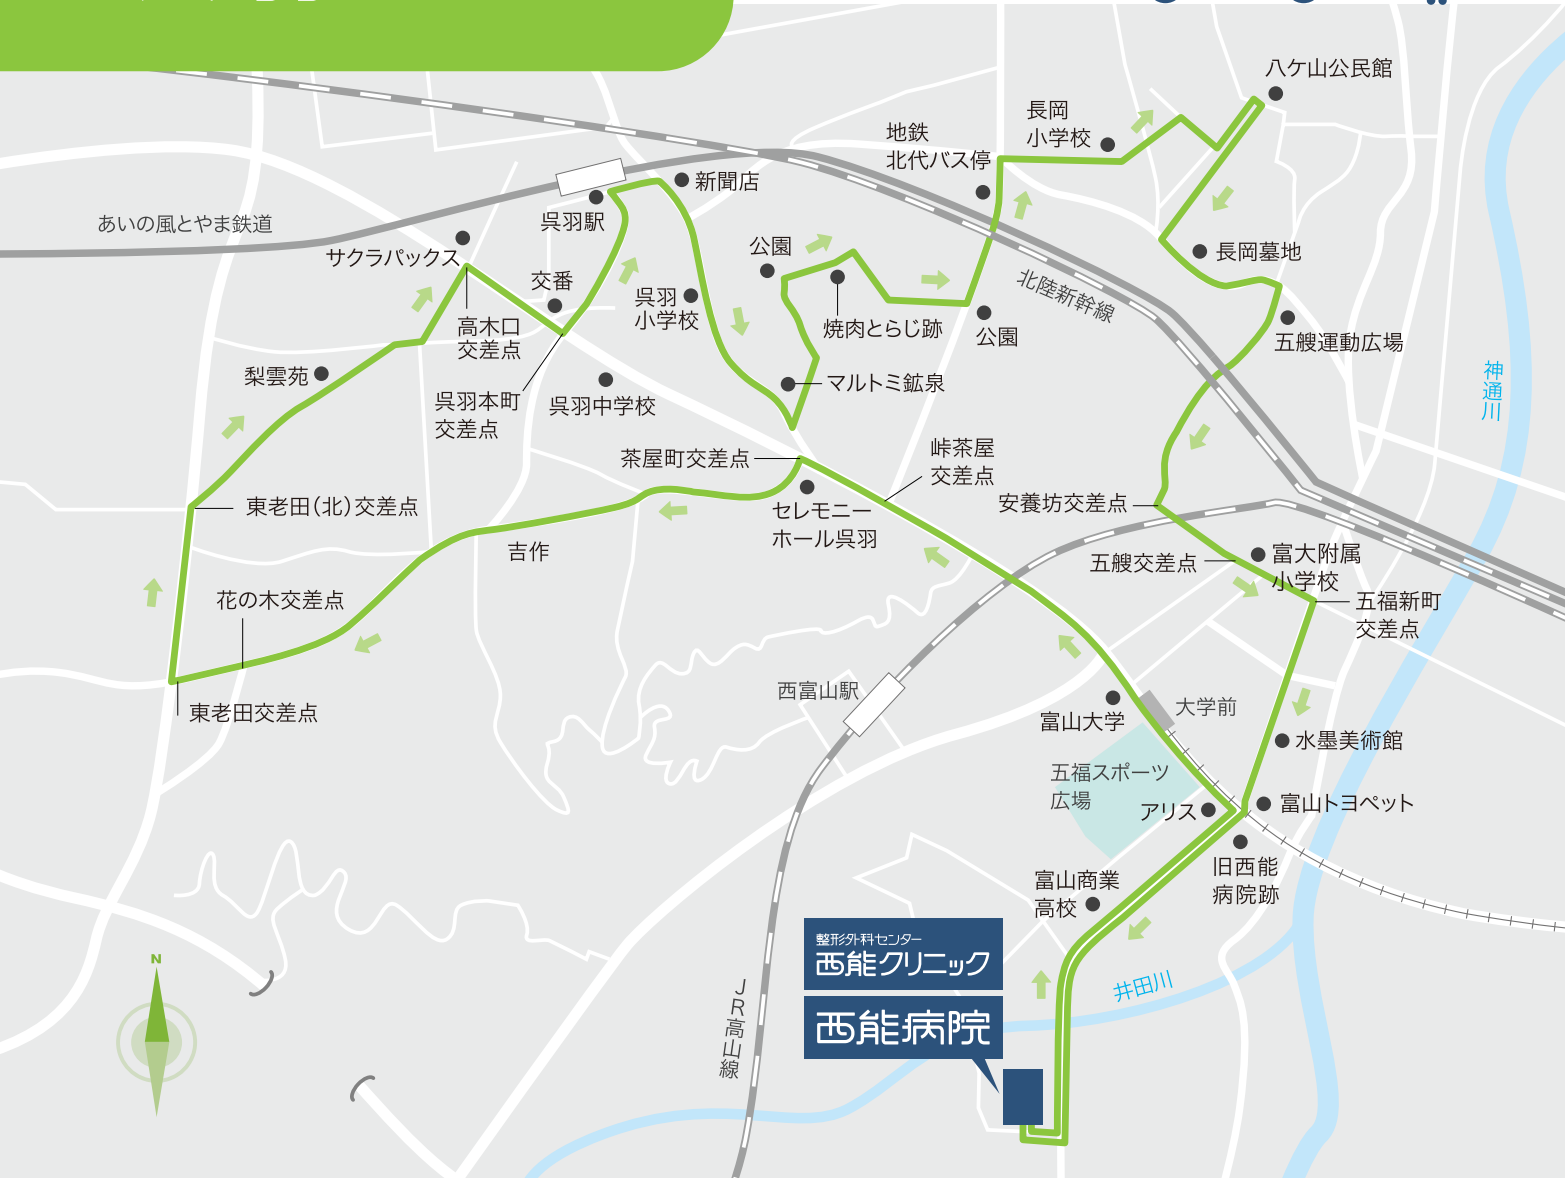 八ケ山公民館
長岡
小学校
地鉄
北代バス停
新聞店
呉羽駅
あいの風とやま鉄道
サクラパックス
公園
長岡墓地
交番
呉羽
小学校
北陸新幹線
高木口
交差点
焼肉とらじ跡
公園
五艘運動広場
梨雲苑
マルトミ鉱泉
神通川
呉羽本町
交差点
呉羽中学校
茶屋町交差点
峠茶屋
交差点
東老田(北)交差点
セレモニー
ホール呉羽
安養坊交差点
吉作
五艘交差点
富大附属
小学校
花の木交差点
五福新町
交差点
西富山駅
東老田交差点
富山大学
大学前
水墨美術館
五福スポーツ
広場
アリス
富山トヨペット
旧西能
病院跡
富山商業
高校
整形外科センター
西能クリニック
N
井田川
西能病院
JR高山線